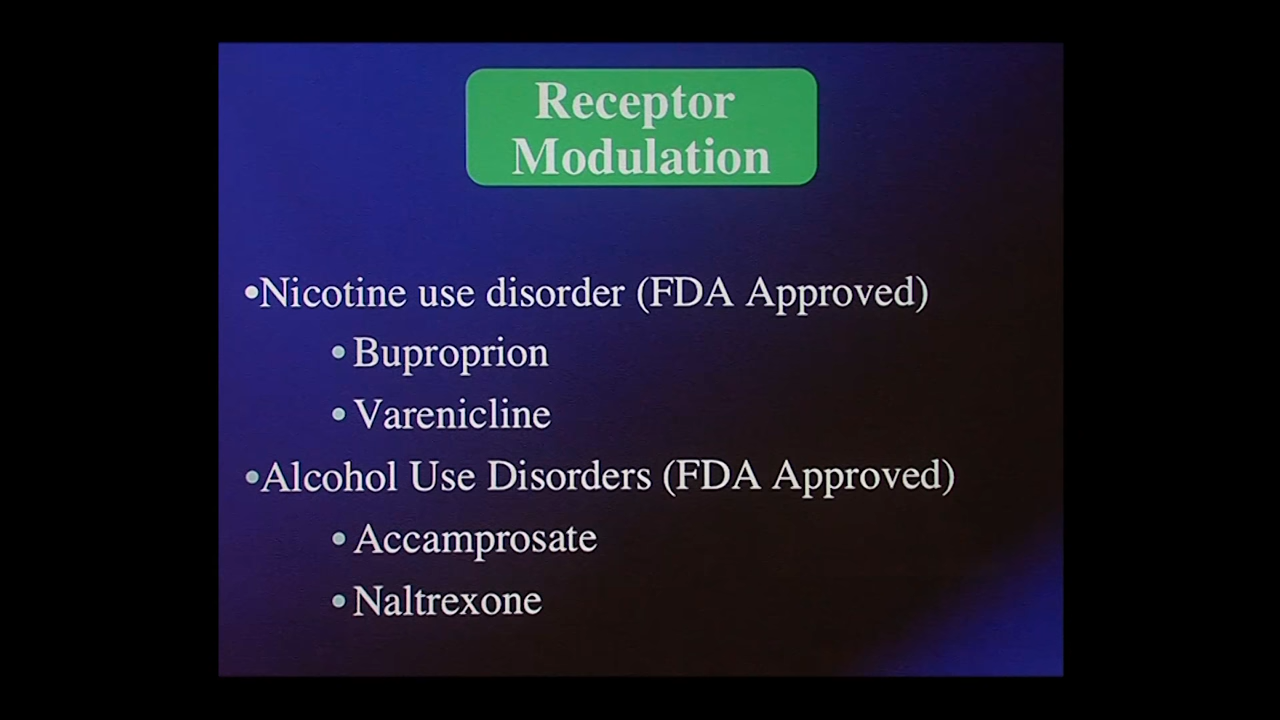 Receptor
Modulation
•Nicotine use disorder (FDA Approved)
•Buproprion
•Varenicline
•Alcohol Use Disorders (FDA Approved)
•Accamprosate
•Naltrexone